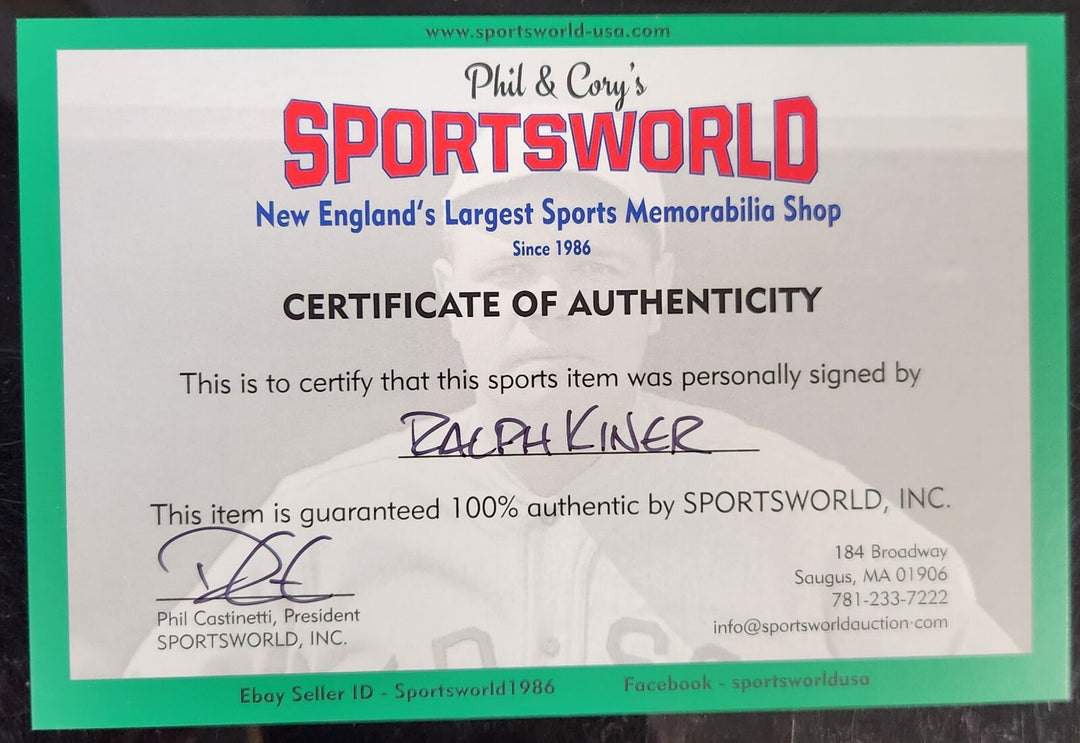 www.sportsworld-usa.com
Phil & Cory's
SPORTSWORLD
New England's Largest Sports Memorabilia Shop
Since 1986
CERTIFICATE OF AUTHENTICITY
This is to certify that this sports item was personally signed by
RALPH KINER
This item is guaranteed 100% authentic by SPORTSWORLD, INC.
Phil Castinetti, President
SPORTSWORLD, INC.
184 Broadway
Saugus, MA 01906
781-233-7222
info@sportsworldauction.com
Ebay Seller ID - Sportsworld1986
Facebook - sportsworldusa